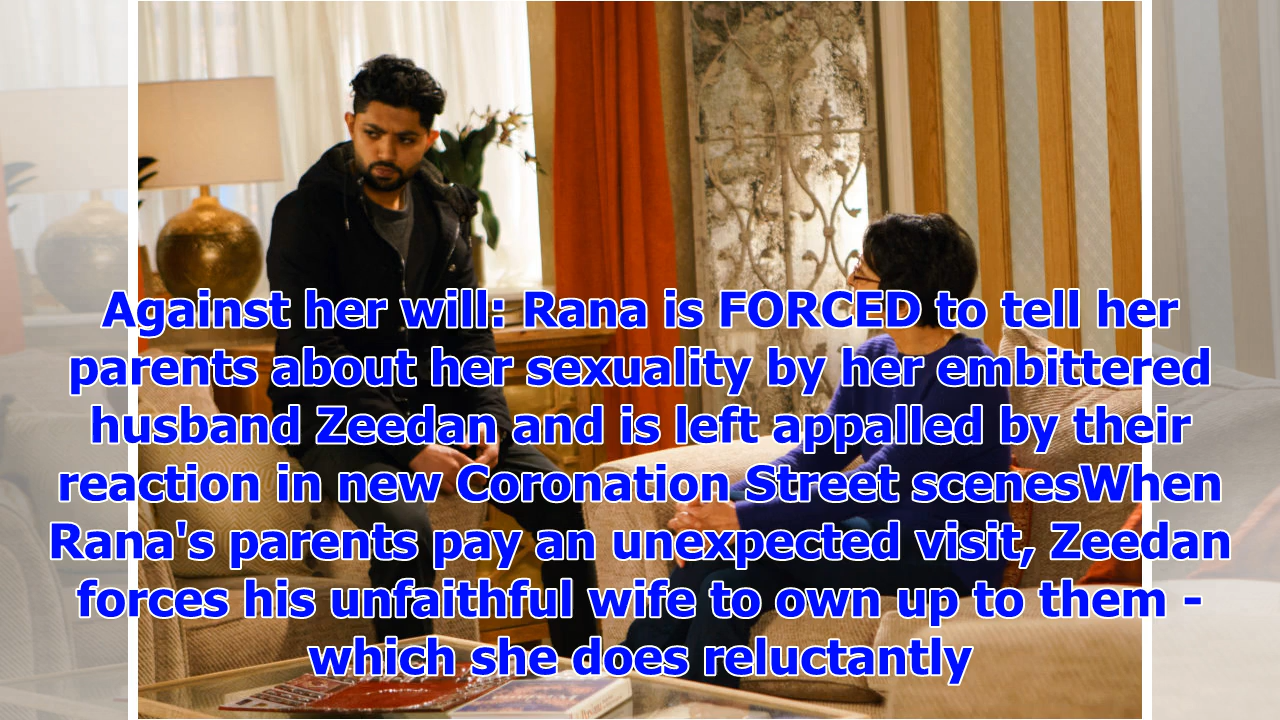 Against her will: Rana is FORCED to tell her
parents about her sexuality by her embittered
husband Zeedan and is left appalled by their
reaction in new Coronation Street scenesWhen
Rana's parents pay an unexpected visit, Zeedan
forces his unfaithful wife to own up to them -
which she does reluctantly